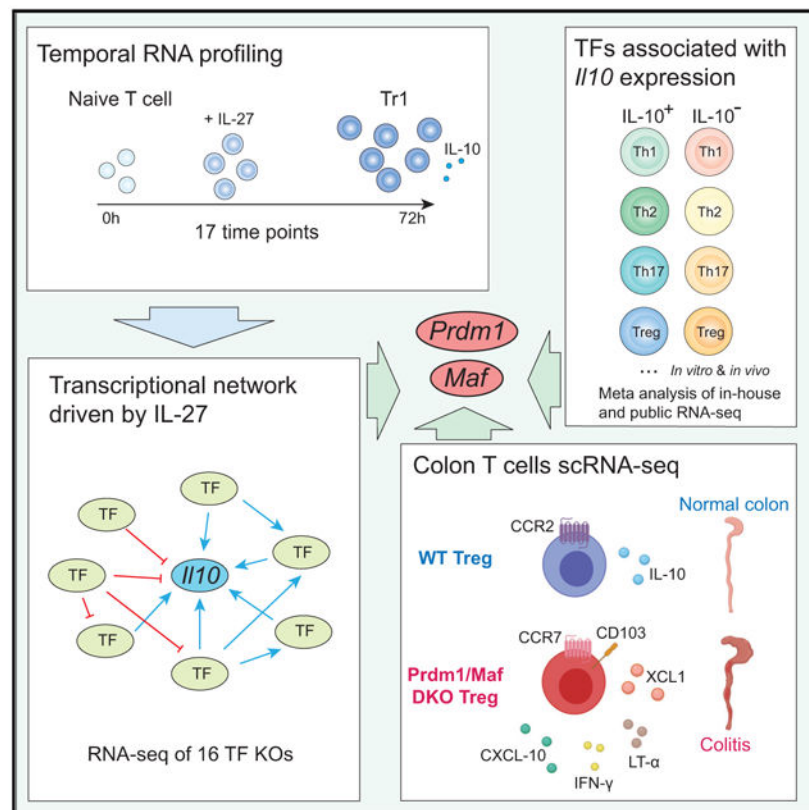 Temporal RNA profiling
Naive T cell
+ IL-27
Tr1
IL-10
0h
72h
17 time points
TFs associated with
Il10 expression
IL-10+
IL-10−
Th1
Th1
Th2
Th2
Th17
Th17
Treg
Treg
... In vitro & in vivo
Meta analysis of in-house
and public RNA-seq
Prdm1
Maf
Transcriptional network
driven by IL-27
TF
TF
TF
TF
Il10
TF
TF
TF
RNA-seq of 16 TF KOs
Colon T cells scRNA-seq
Normal colon
CCR2
WT Treg
IL-10
CCR7
CD103
Prdm1/Maf
DKO Treg
XCL1
CXCL-10
IFN-γ
LT-α
Colitis